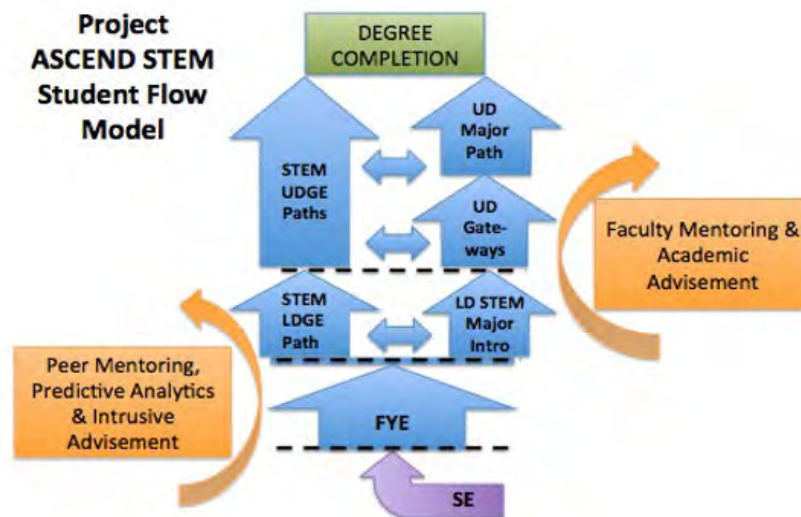 Project
ASCEND STEM
Student Flow
Model
DEGREE
COMPLETION
UD
Major
Path
STEM
UDGE
Paths
UD
Gate-
ways
Faculty Mentoring &
Academic
Advisement
STEM
LDGE
Path
LD STEM
Major
Intro
Peer Mentoring,
Predictive Analytics
& Intrusive
Advisement
FYE
SE